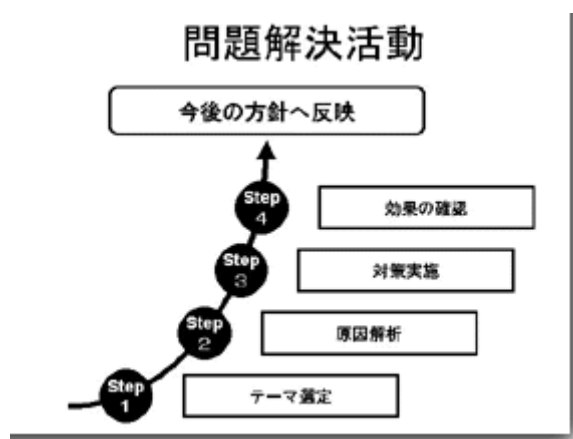 問題解決活動
今後の方針へ反映
Step
4
効果の確認
Step
3
対策実施
Step
2
原因解析
Step
1
テーマ選定